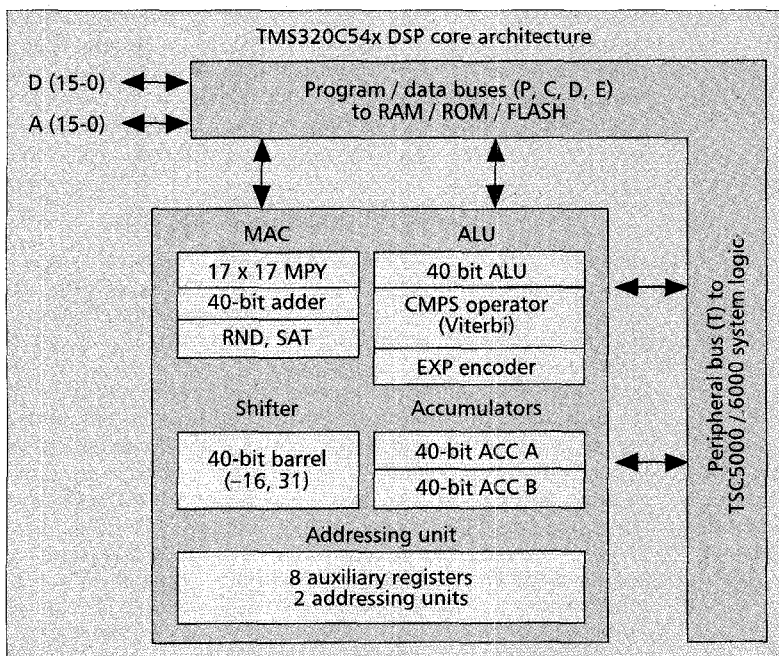 TMS320C54x DSP core architecture
D (15-0)
A (15-0)
Program / data buses (P, C, D, E)
to RAM / ROM / FLASH
MAC
17 x 17 MPY
40-bit adder
RND, SAT
ALU
40 bit ALU
CMPS operator
(Viterbi)
EXP encoder
Shifter
40-bit barrel
(–16, 31)
Accumulators
40-bit ACC A
40-bit ACC B
Addressing unit
8 auxiliary registers
2 addressing units
Peripheral bus (T) to
TSC5000 / 6000 system logic